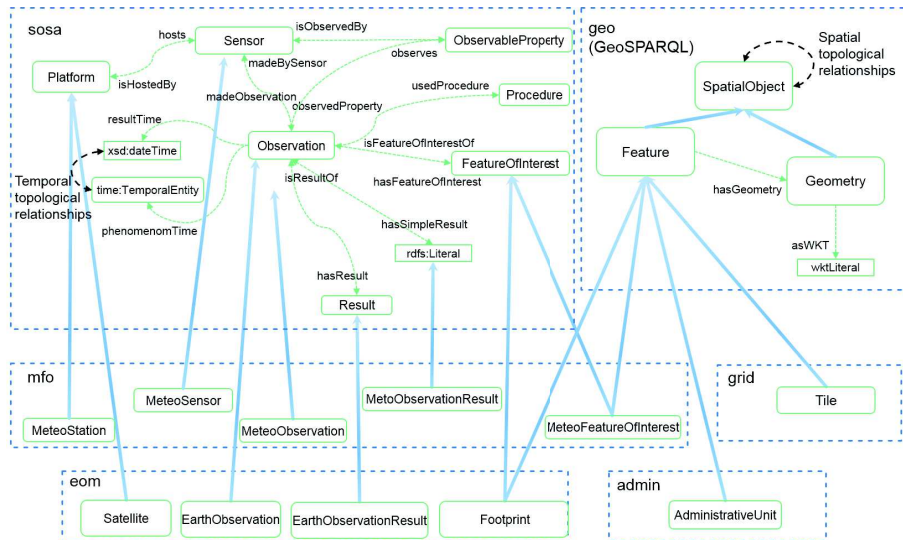 sosa
hosts
Sensor
isObservedBy
ObservableProperty
observes
Platform
isHostedBy
madeBySensor
madeObservation
observedProperty
usedProcedure
Procedure
resultTime
Observation
xsd:dateTime
isFeatureOfInterestOf
FeatureOfInterest
isResultOf
hasFeatureOfInterest
Temporal
topological
relationships
time:TemporalEntity
phenomenomTime
hasSimpleResult
rdfs:Literal
hasResult
Result
geo
(GeoSPARQL)
Spatial
topological
relationships
SpatialObject
Feature
hasGeometry
Geometry
asWKT
wktLiteral
mfo
MeteoStation
MeteoSensor
MeteoObservation
MetoObservationResult
MeteoFeatureOfInterest
grid
Tile
eom
Satellite
EarthObservation
EarthObservationResult
Footprint
admin
AdministrativeUnit